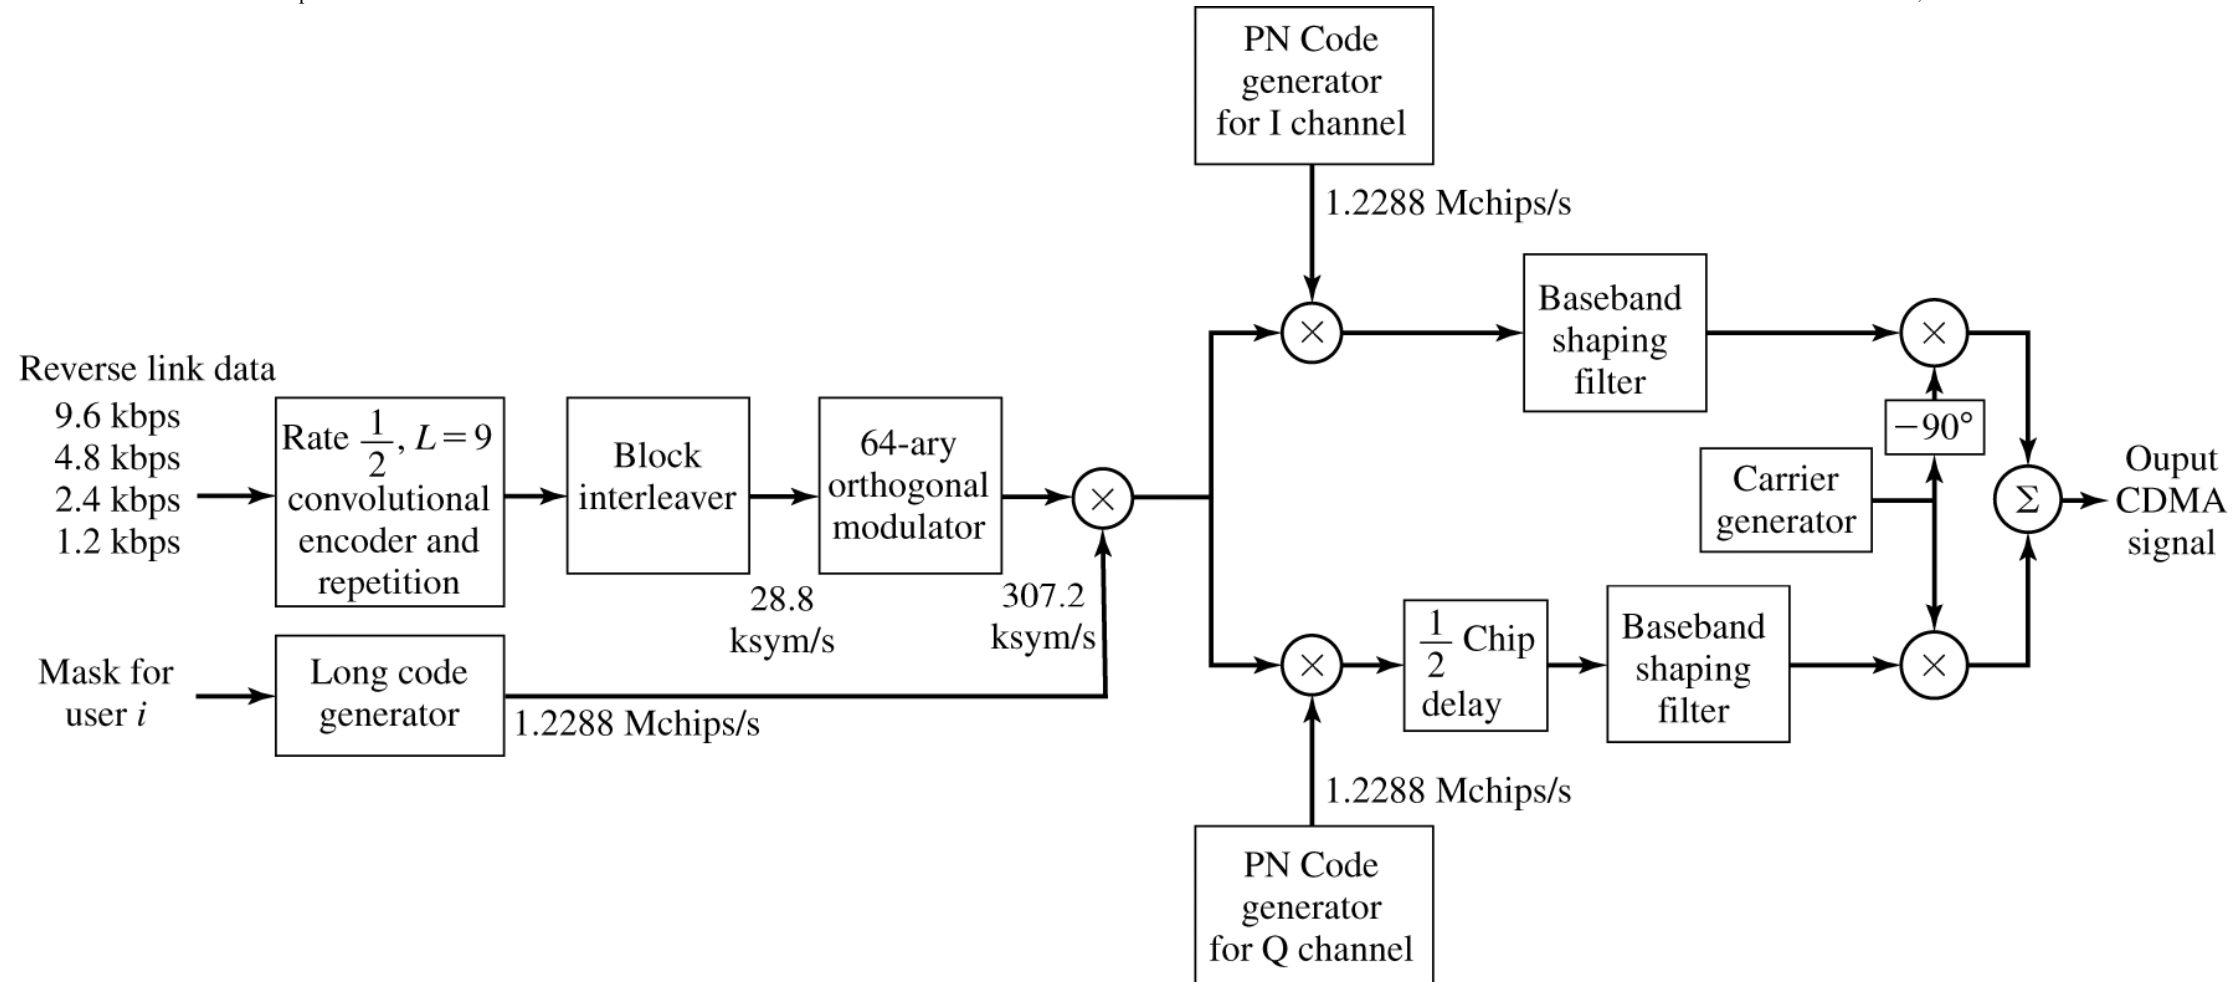 PN Code
generator
for I channel
1.2288 Mchips/s
Baseband
shaping
filter
Reverse link data
9.6 kbps
4.8 kbps
2.4 kbps
1.2 kbps
Rate 1/2, L=9
convolutional
encoder and
repetition
Block
interleaver
28.8
ksym/s
64-ary
orthogonal
modulator
307.2
ksym/s
×
×
×
−90°
Carrier
generator
Σ
Ouput
CDMA
signal
Mask for
user i
Long code
generator
1.2288 Mchips/s
×
1/2 Chip
delay
Baseband
shaping
filter
×
1.2288 Mchips/s
PN Code
generator
for Q channel